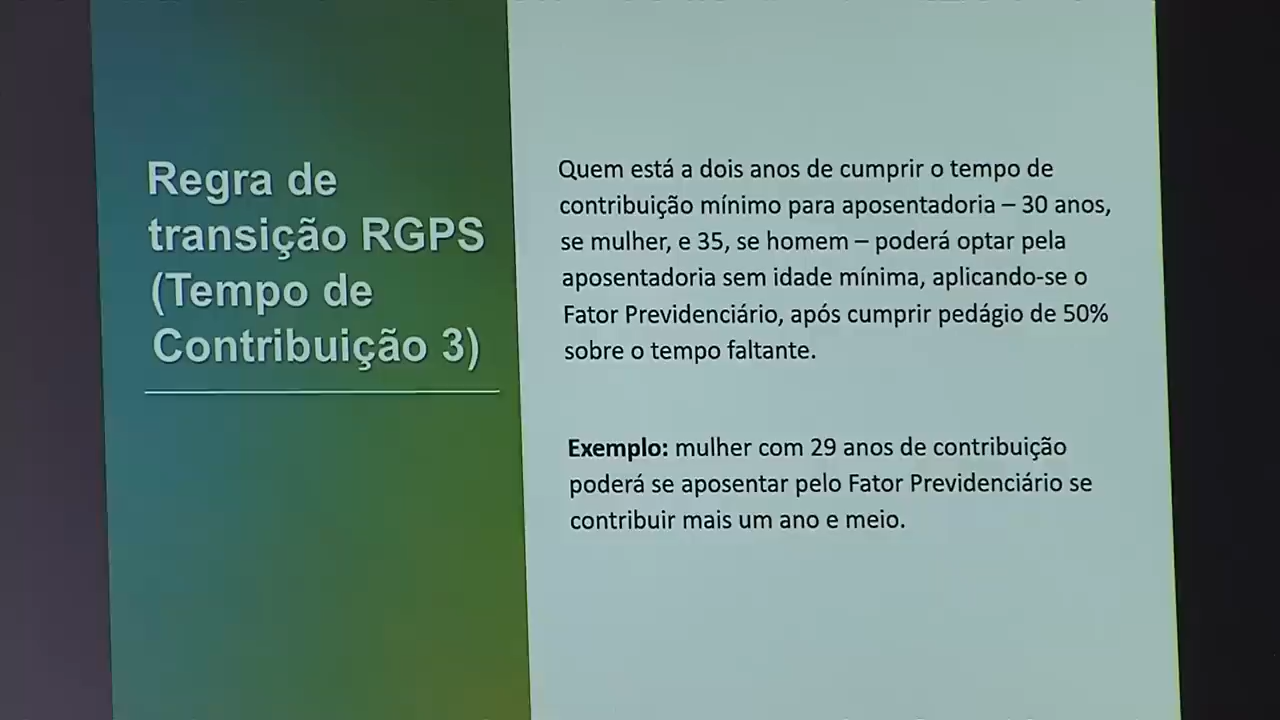 Regra de
transição RGPS
(Tempo de
Contribuição 3)
Quem está a dois anos de cumprir o tempo de
contribuição mínimo para aposentadoria – 30 anos,
se mulher, e 35, se homem – poderá optar pela
aposentadoria sem idade mínima, aplicando-se o
Fator Previdenciário, após cumprir pedágio de 50%
sobre o tempo faltante.
Exemplo: mulher com 29 anos de contribuição
poderá se aposentar pelo Fator Previdenciário se
contribuir mais um ano e meio.